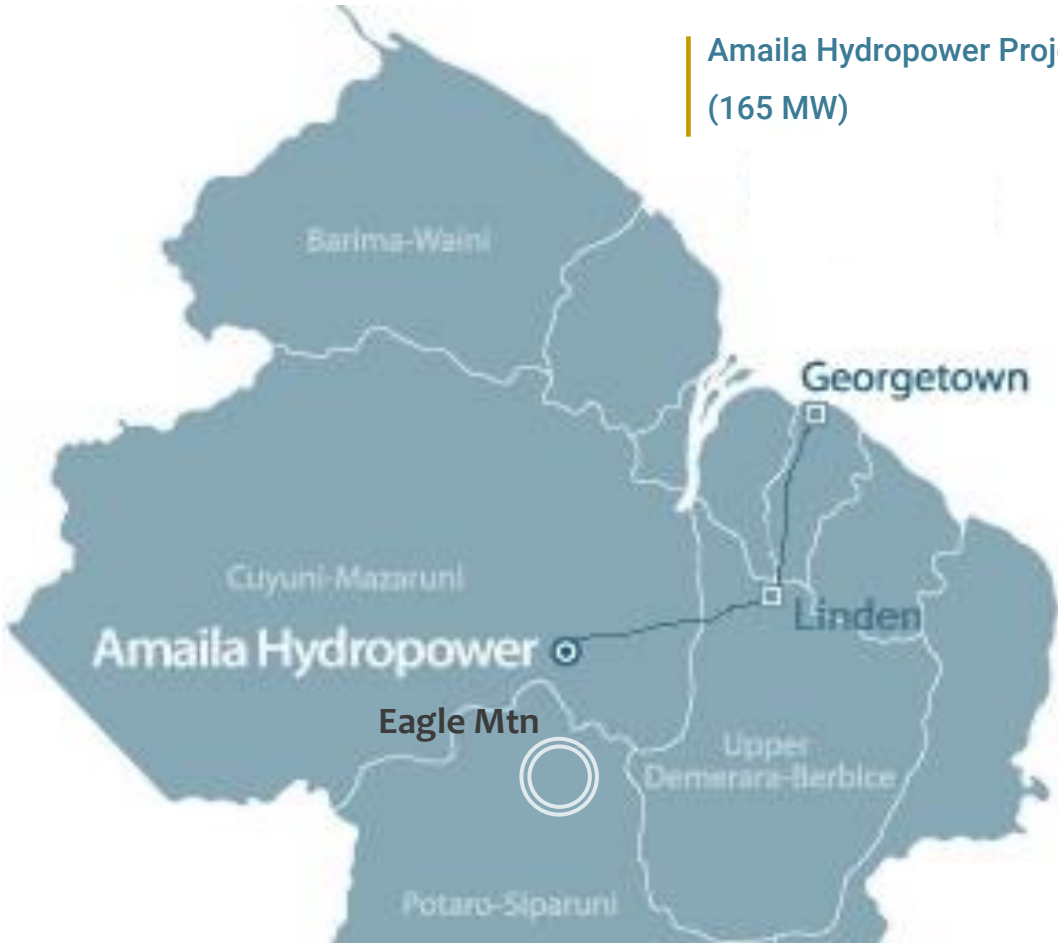 Amaila Hydropower Proj
(165 MW)
Barima-Waini
Georgetown
Cuyuni-Mazaruni
Linden
Amaila Hydropower
Eagle Mtn
Upper
Demerara-Berbice
Potaro-Siparuni